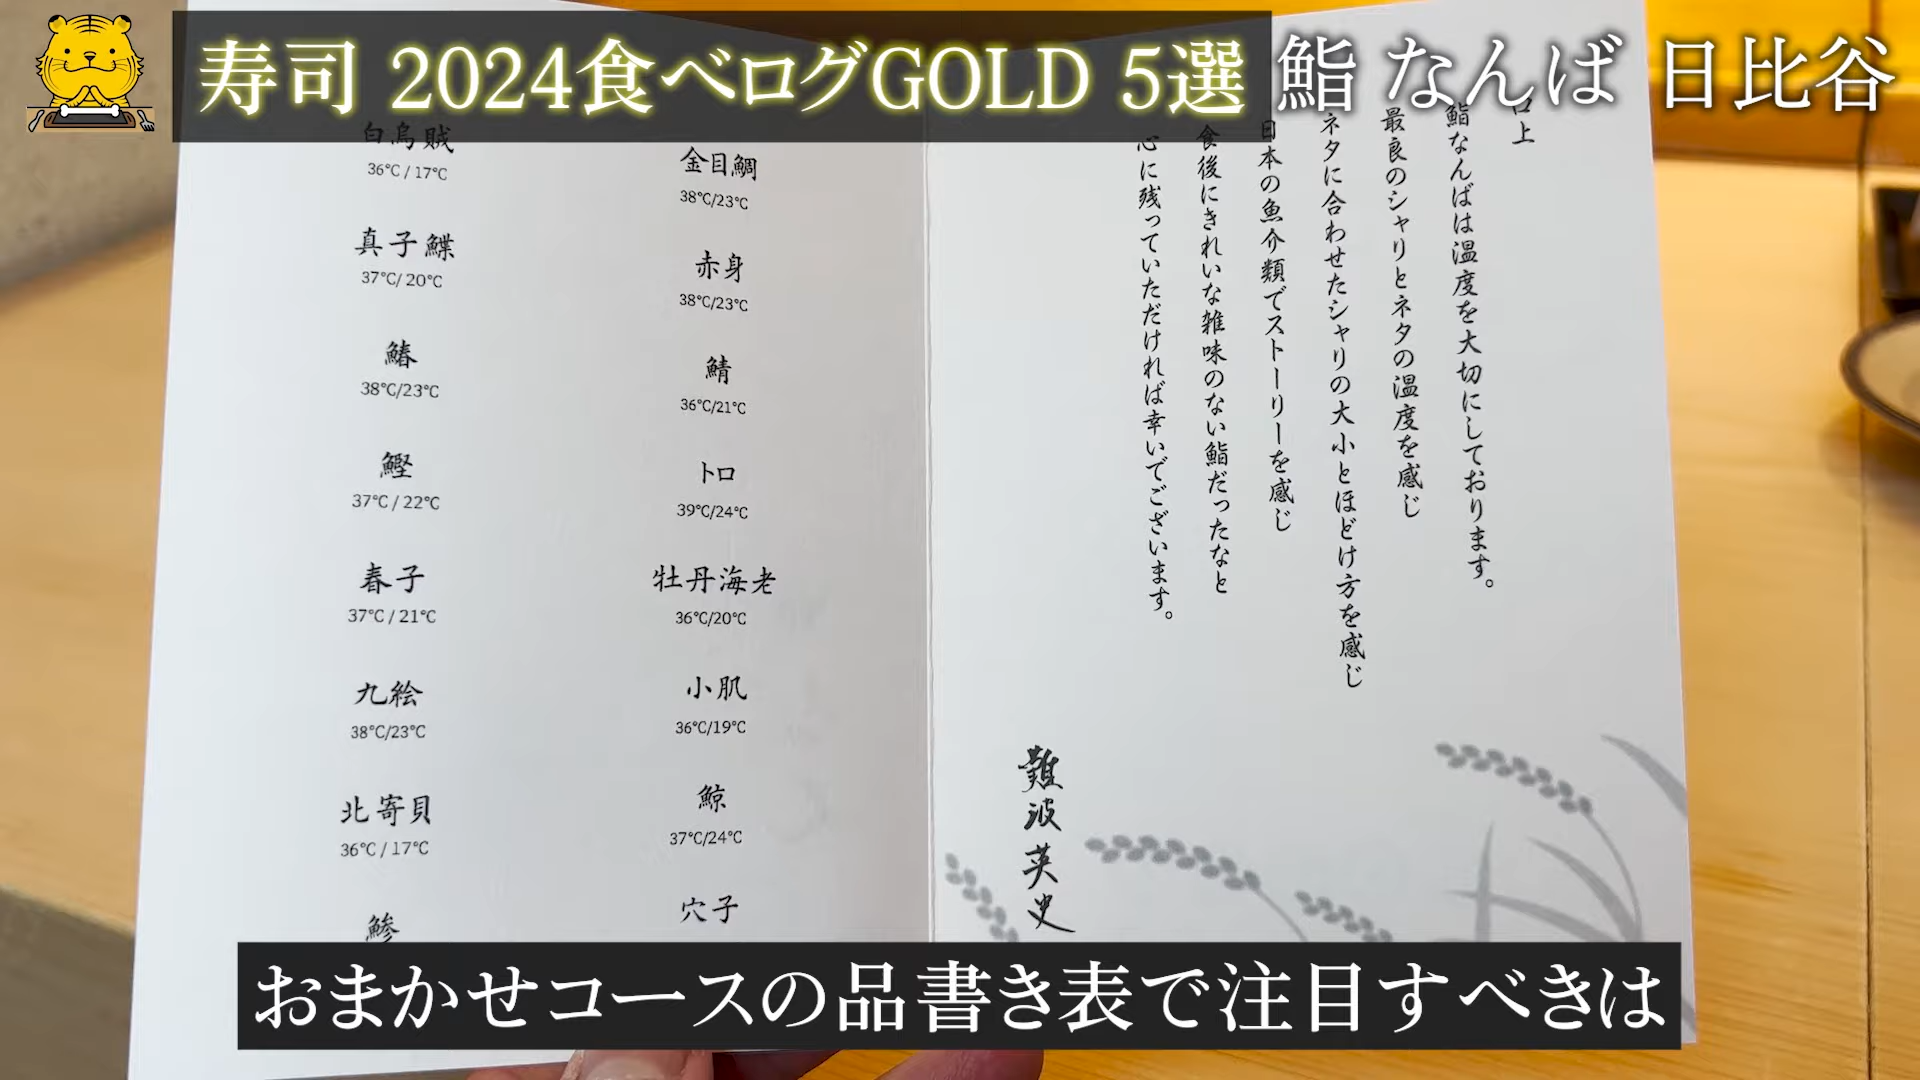 寿司 2024食べログGOLD 5選
鮨 なんば 日比谷
白烏賊
36℃ / 17℃
真子鰈
37℃/ 20℃
鰆
38℃/23℃
鰹
37℃ / 22℃
春子
37℃ / 21℃
九絵
38℃/23℃
北寄貝
36℃ / 17℃
鯵
金目鯛
38℃/23℃
赤身
38℃/23℃
鯖
36℃/21℃
トロ
39℃/24℃
牡丹海老
36℃/20℃
小肌
36℃/19℃
鯨
37℃/24℃
穴子
口上
鮨なんばは温度を大切にしております。
最良のシャリとネタの温度を感じ
ネタに合わせたシャリの大小とほどけ方を感じ
日本の魚介類でストーリーを感じ
食後にきれいな雑味のない鮨だったなと
心に残っていただければ幸いでございます。
難波英史
おまかせコースの品書き表で注目すべきは